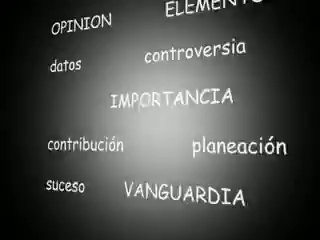 OPINION ELEMENTO
datos controversia
IMPORTANCIA
contribución planeación
suceso VANGUARDIA